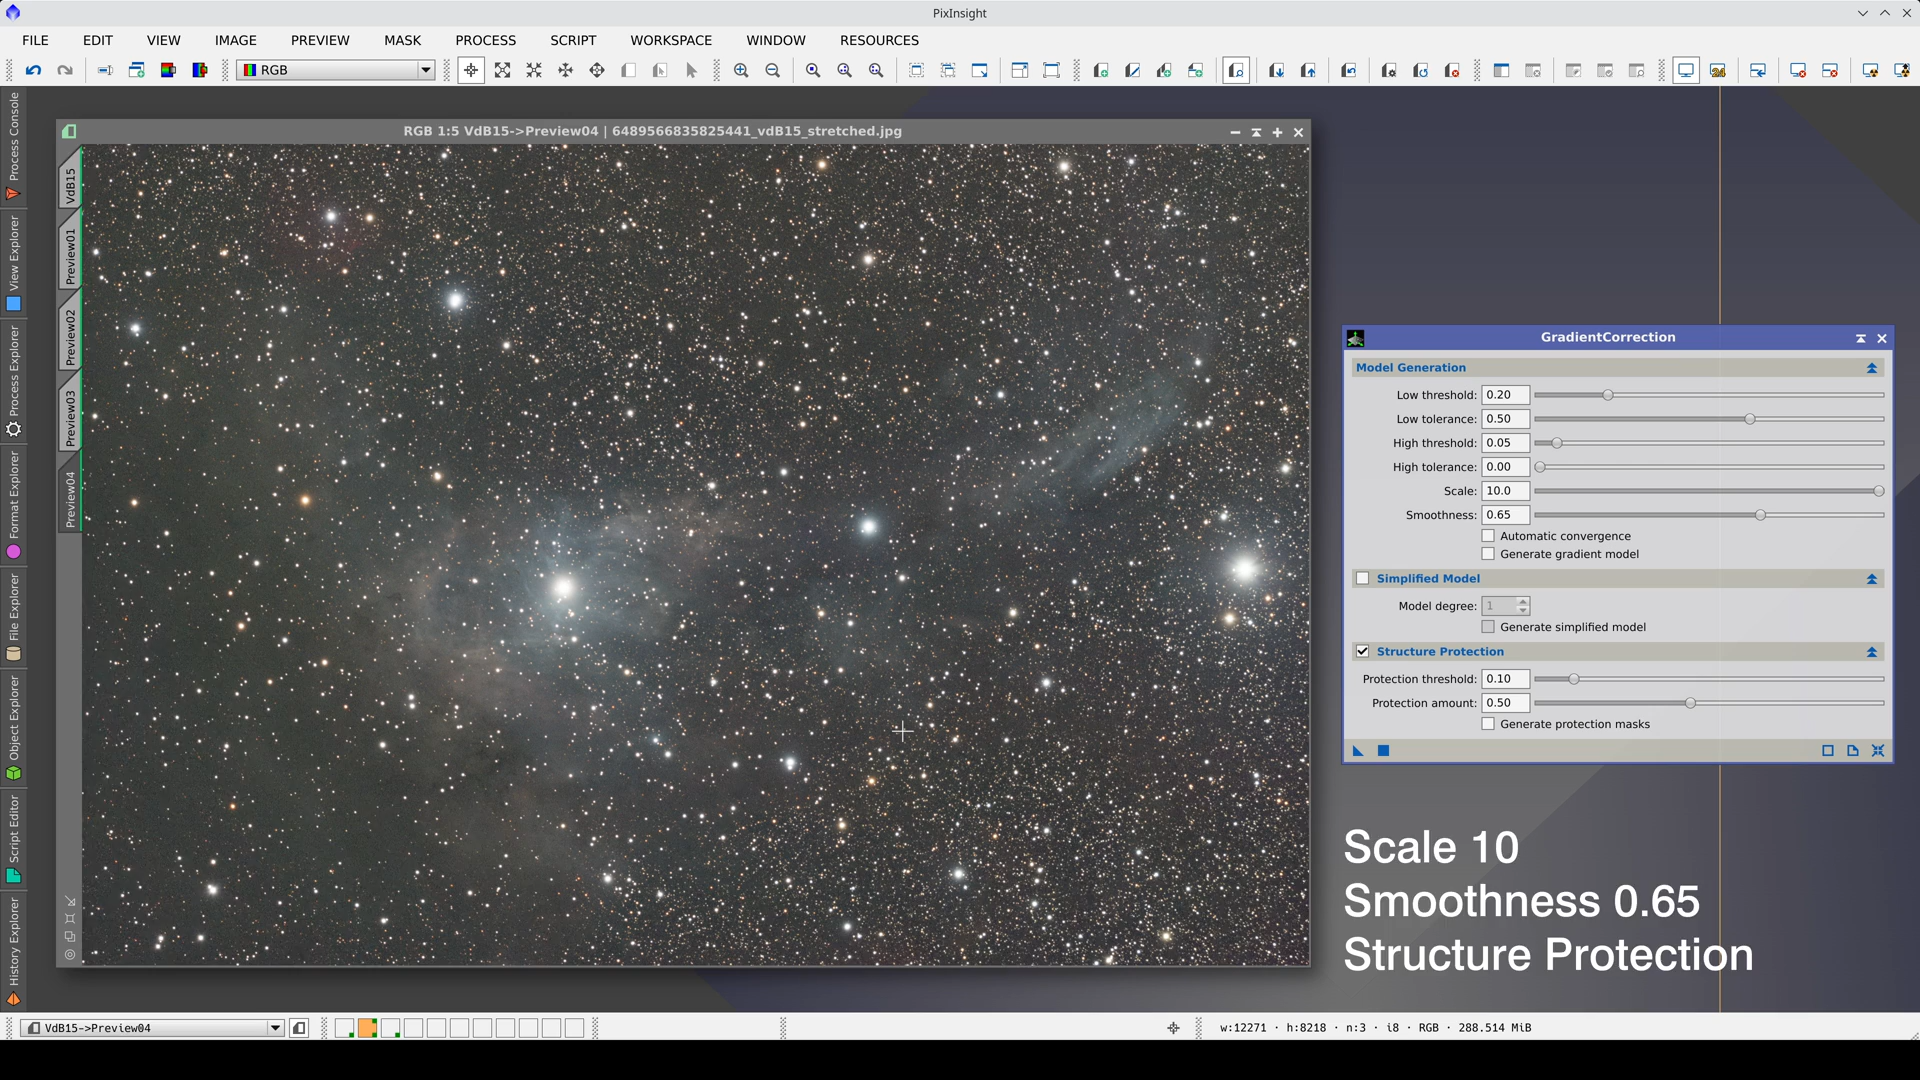 PixInsight
FILE EDIT VIEW IMAGE PREVIEW MASK PROCESS SCRIPT WORKSPACE WINDOW RESOURCES
RGB
RGB 1:5 VdB15->Preview04 | 6489566835825441_vdB15_stretched.jpg
Process Console
View Explorer
Process Explorer
Format Explorer
File Explorer
Object Explorer
Script Editor
History Explorer
VdB15
Preview01
Preview02
Preview03
Preview04
GradientCorrection
Model Generation
Low threshold: 0.20
Low tolerance: 0.50
High threshold: 0.05
High tolerance: 0.00
Scale: 10.0
Smoothness: 0.65
Automatic convergence
Generate gradient model
Simplified Model
Model degree: 1
Generate simplified model
Structure Protection
Protection threshold: 0.10
Protection amount: 0.50
Generate protection masks
Scale 10
Smoothness 0.65
Structure Protection
VdB15->Preview04
w:12271 · h:8218 · n:3 · i8 · RGB · 288.514 MiB